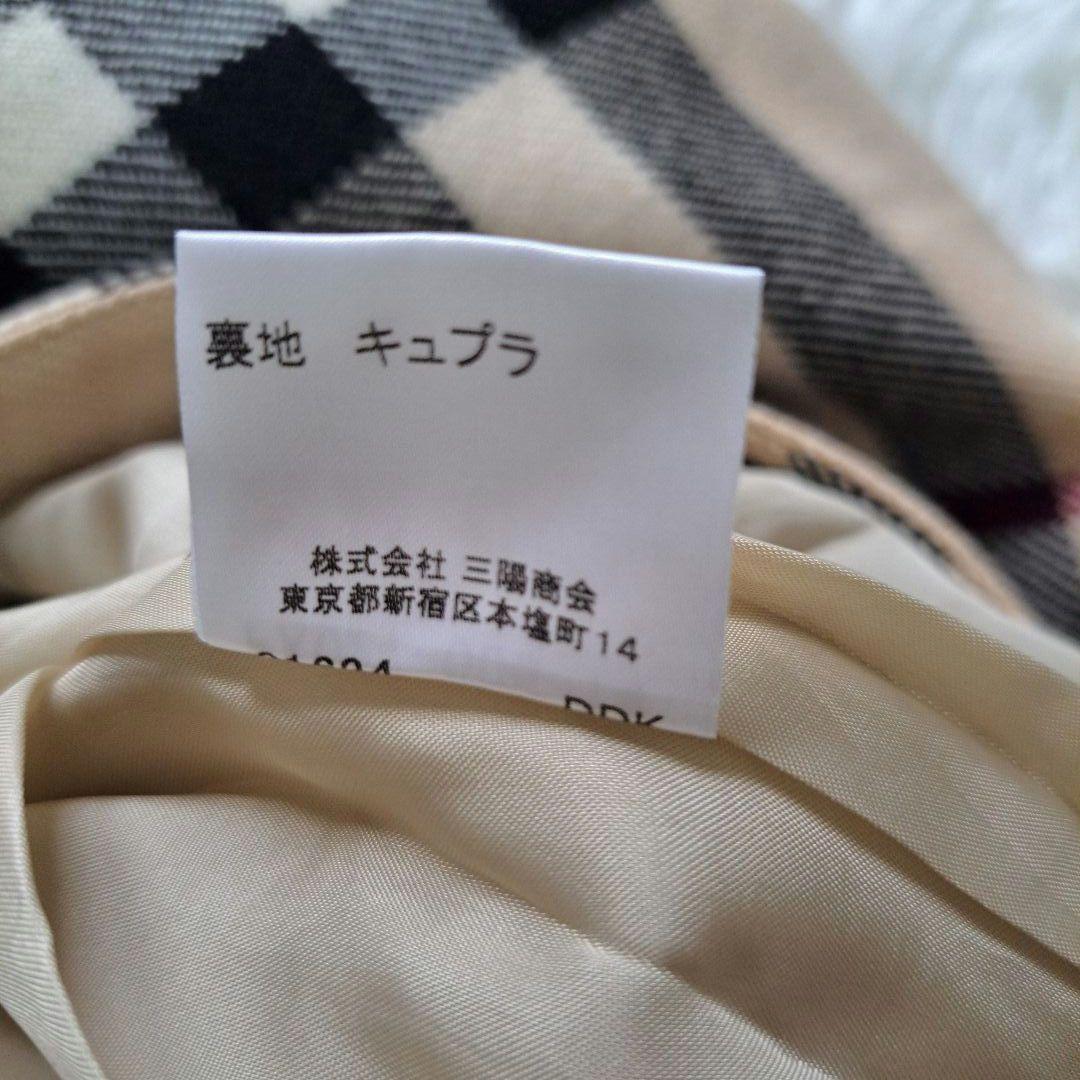 裏地　キュプラ
株式会社 三陽商会
東京都新宿区本塩町14